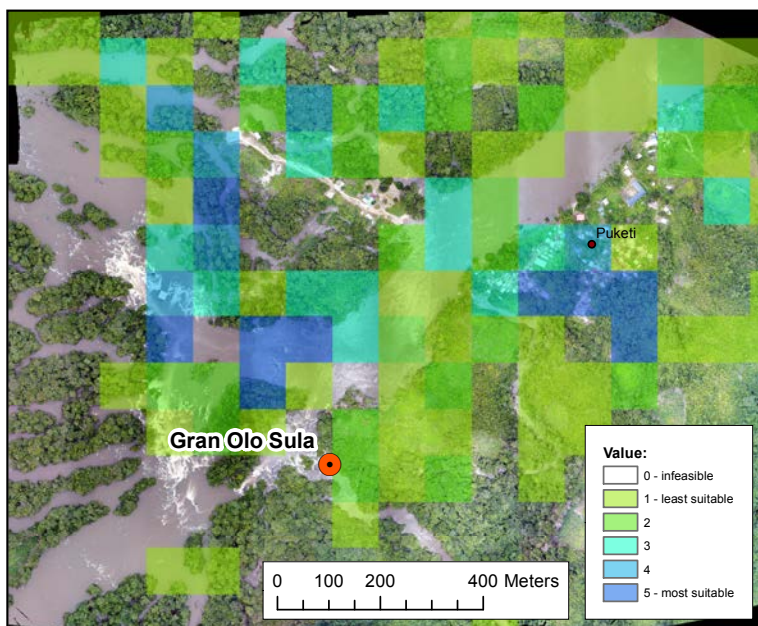 Puketi
Gran Olo Sula
Value:
0 - infeasible
1 - least suitable
2
3
4
5 - most suitable
0 100 200 400 Meters